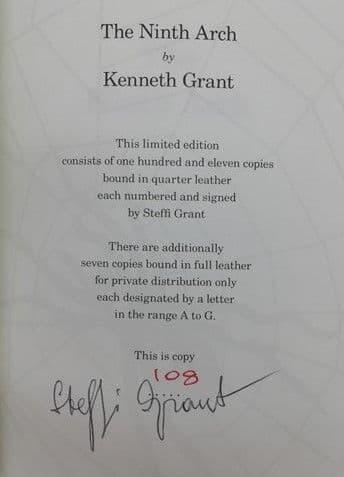 The Ninth Arch
by
Kenneth Grant
This limited edition
consists of one hundred and eleven copies
bound in quarter leather
each numbered and signed
by Steffi Grant
There are additionally
seven copies bound in full leather
for private distribution only
each designated by a letter
in the range A to G.
This is copy
108
Steffi Grant